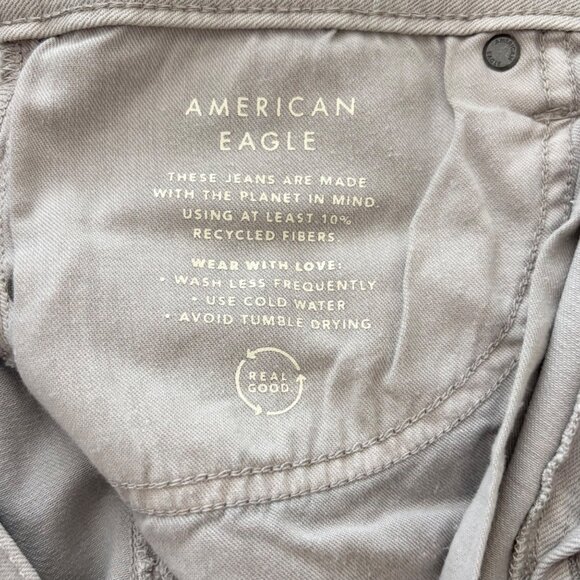 AMERICAN
EAGLE
THESE JEANS ARE MADE
WITH THE PLANET IN MIND.
USING AT LEAST 10%
RECYCLED FIBERS
WEAR WITH LOVE:
• WASH LESS FREQUENTLY
• USE COLD WATER
• AVOID TUMBLE DRYING
REAL
GOOD.
AMERICAN